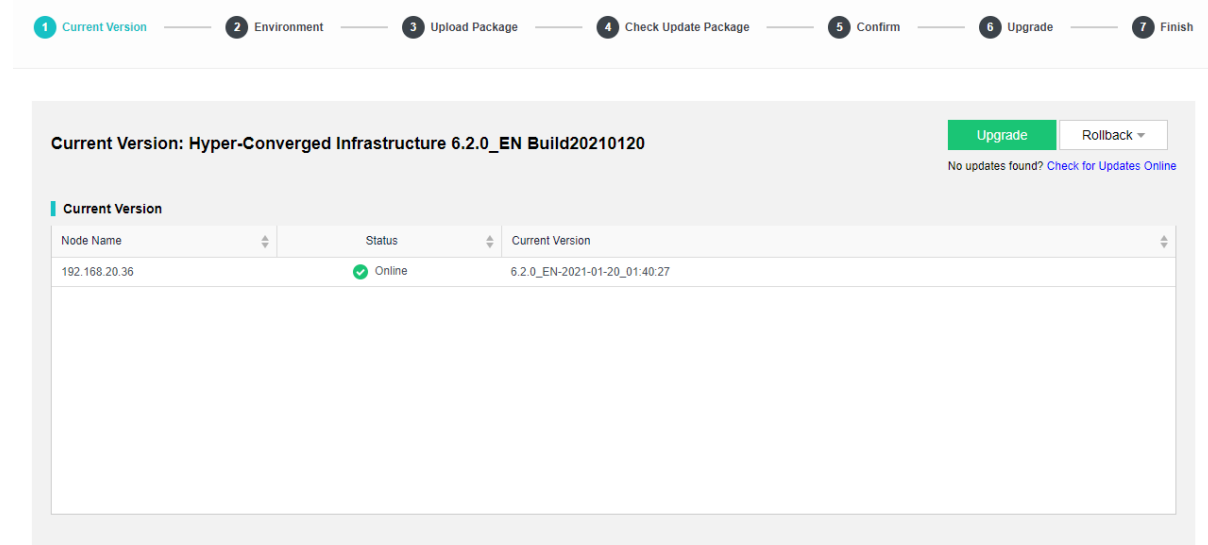 1 Current Version 2 Environment 3 Upload Package 4 Check Update Package 5 Confirm 6 Upgrade 7 Finish
Current Version: Hyper-Converged Infrastructure 6.2.0_EN Build20210120
Upgrade Rollback
No updates found? Check for Updates Online
Current Version
Node Name Status Current Version
192.168.20.36 Online 6.2.0_EN-2021-01-20_01:40:27